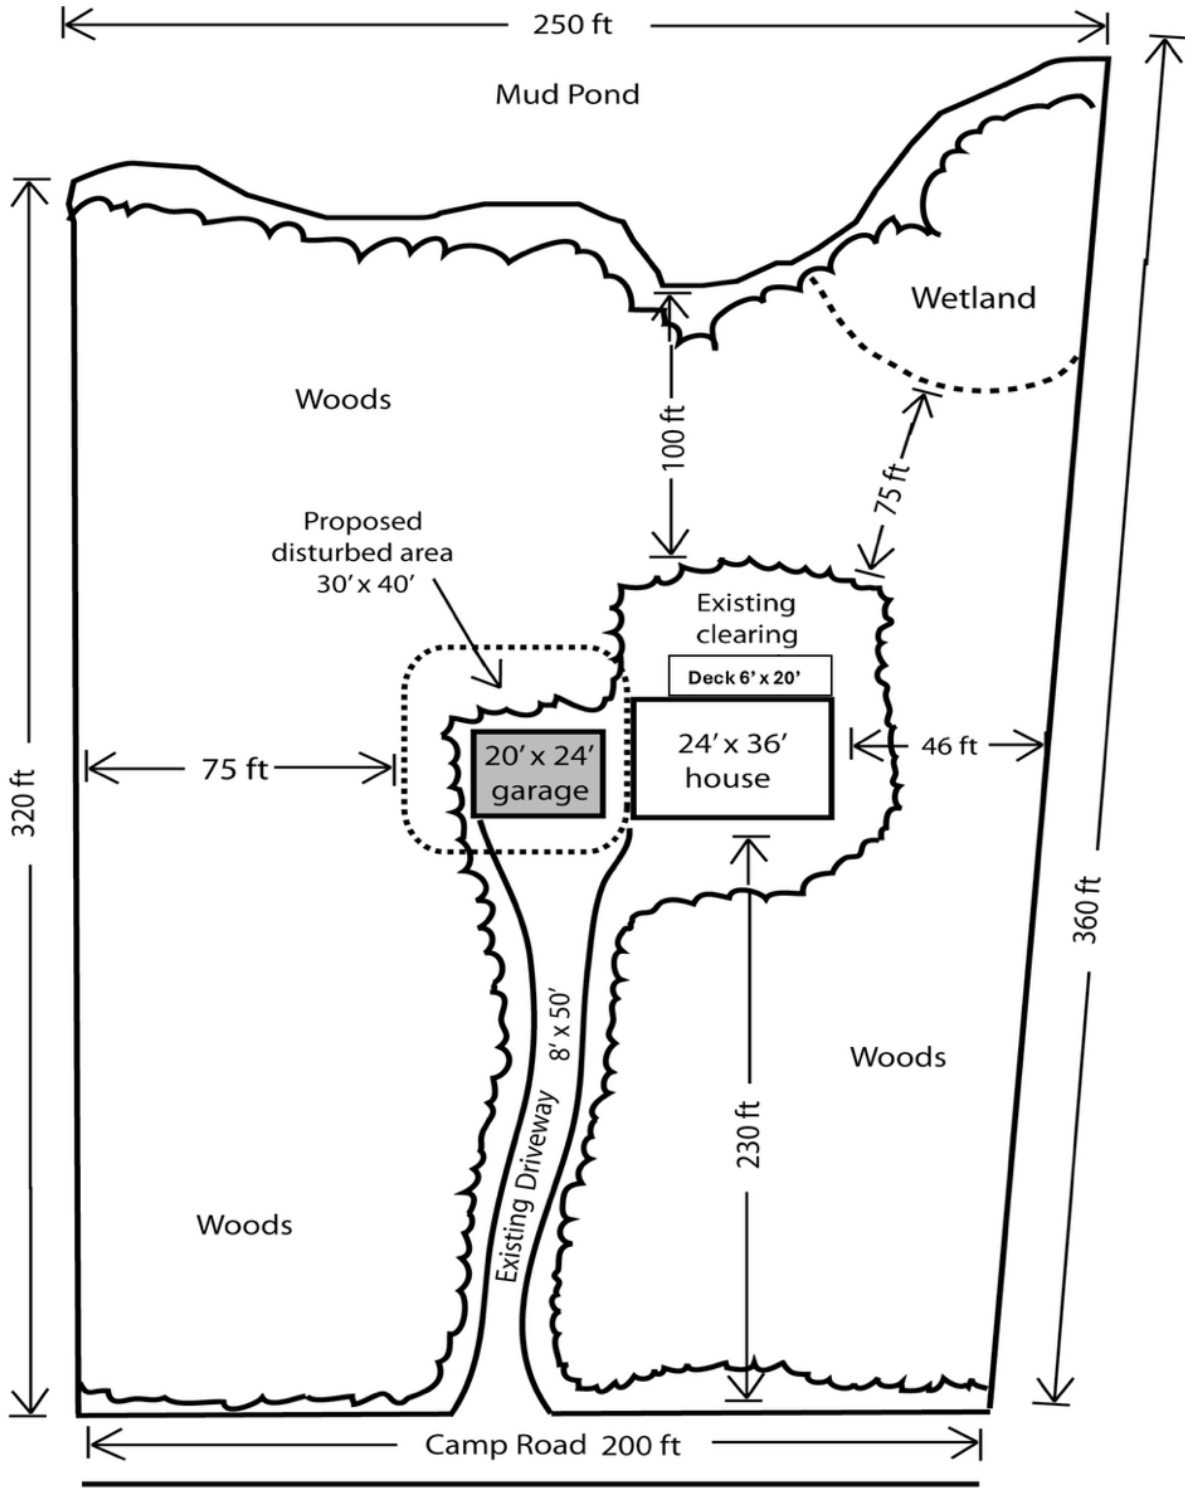 250 ft
Mud Pond
Wetland
Woods
100 ft
75 ft
Proposed
disturbed area
30’ x 40’
Existing
clearing
Deck 6’ x 20’
20’ x 24’
garage
24’ x 36’
house
75 ft
46 ft
320 ft
360 ft
8’ x 50’
Existing Driveway
230 ft
Woods
Woods
Camp Road 200 ft